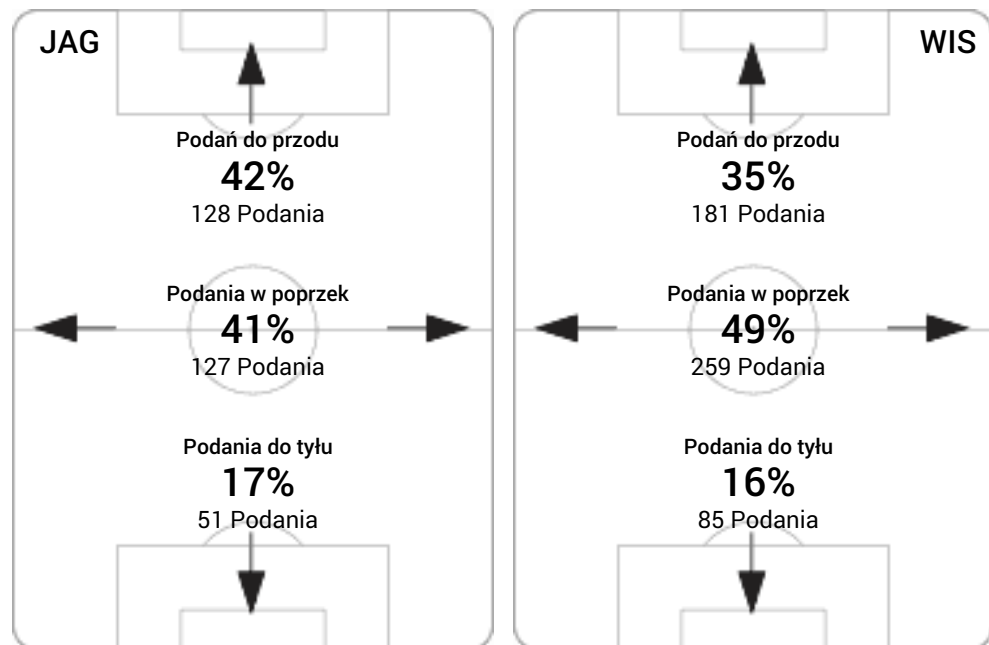 JAG
Podań do przodu
42%
128 Podania
Podania w poprzek
41%
127 Podania
Podania do tyłu
17%
51 Podania
WIS
Podań do przodu
35%
181 Podania
Podania w poprzek
49%
259 Podania
Podania do tyłu
16%
85 Podania